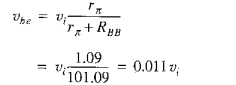 v_be = v_i r_π / (r_π + R_BB)
= v_i 1.09 / 101.09 = 0.011 v_i